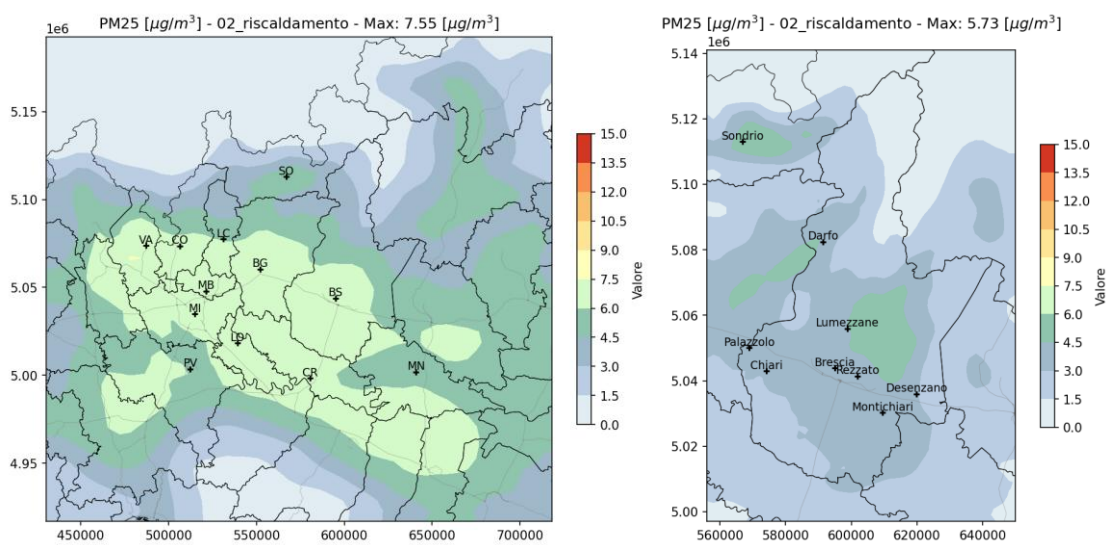 PM25 [μg/m³] - 02_riscaldamento - Max: 7.55 [μg/m³]
1e6
5.15
5.10
5.05
5.00
4.95
450000 500000 550000 600000 650000 700000
SO
VA CO LC
BG
MB
BS
MI
LO
PV
MN
CR
15.0
13.5
12.0
10.5
9.0
7.5
6.0
4.5
3.0
1.5
0.0
Valore
PM25 [μg/m³] - 02_riscaldamento - Max: 5.73 [μg/m³]
1e6
5.14
5.12
5.10
5.08
5.06
5.04
5.02
5.00
560000 580000 600000 620000 640000
Sondrio
Darfo
Lumezzane
Palazzolo
Chiari
Brescia
Rezzato
Desenzano
Montichiari
15.0
13.5
12.0
10.5
9.0
7.5
6.0
4.5
3.0
1.5
0.0
Valore